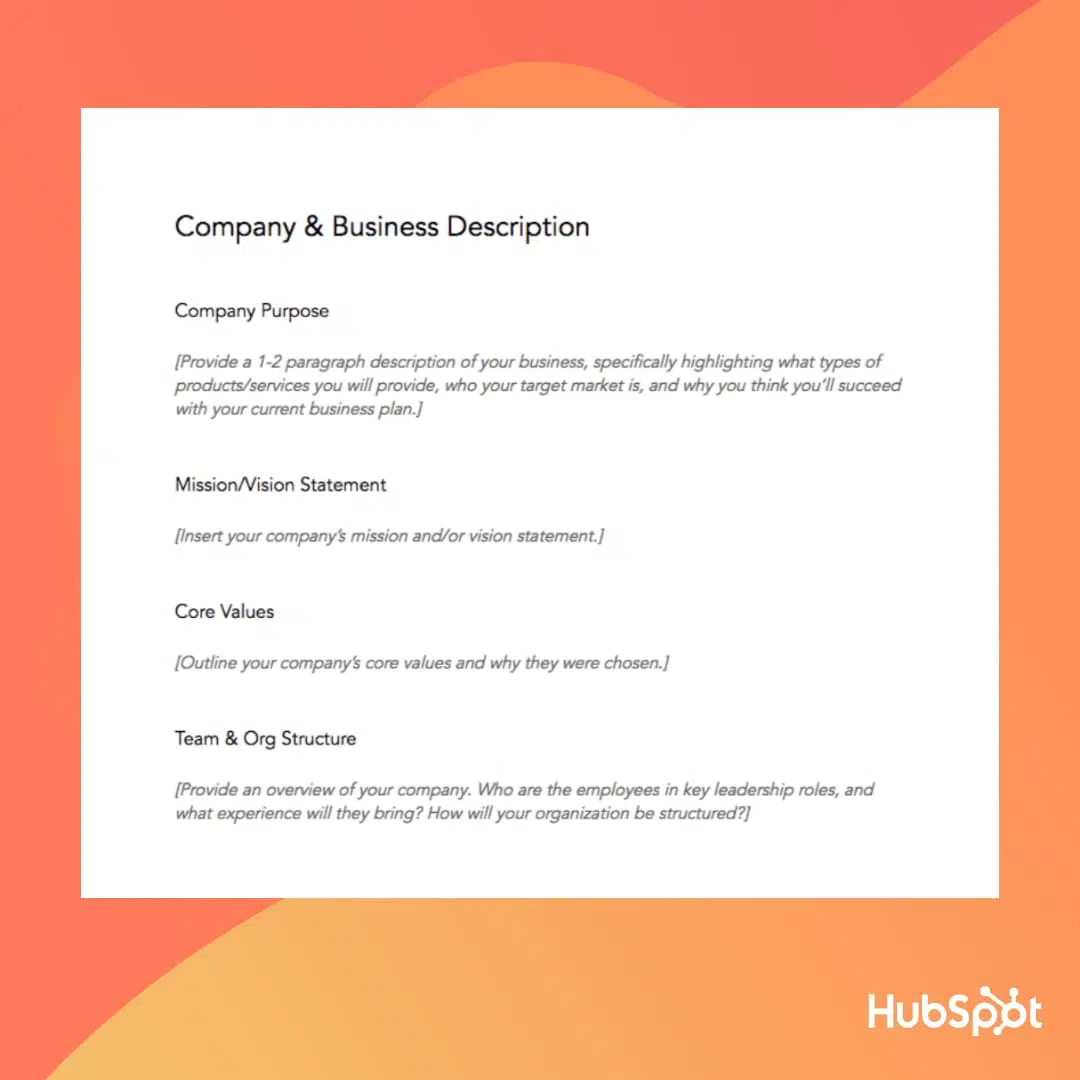 Company & Business Description
Company Purpose
[Provide a 1-2 paragraph description of your business, specifically highlighting what types of
products/services you will provide, who your target market is, and why you think you'll succeed
with your current business plan.]
Mission/Vision Statement
[Insert your company's mission and/or vision statement.]
Core Values
[Outline your company's core values and why they were chosen.]
Team & Org Structure
[Provide an overview of your company. Who are the employees in key leadership roles, and
what experience will they bring? How will your organization be structured?]
HubSpot